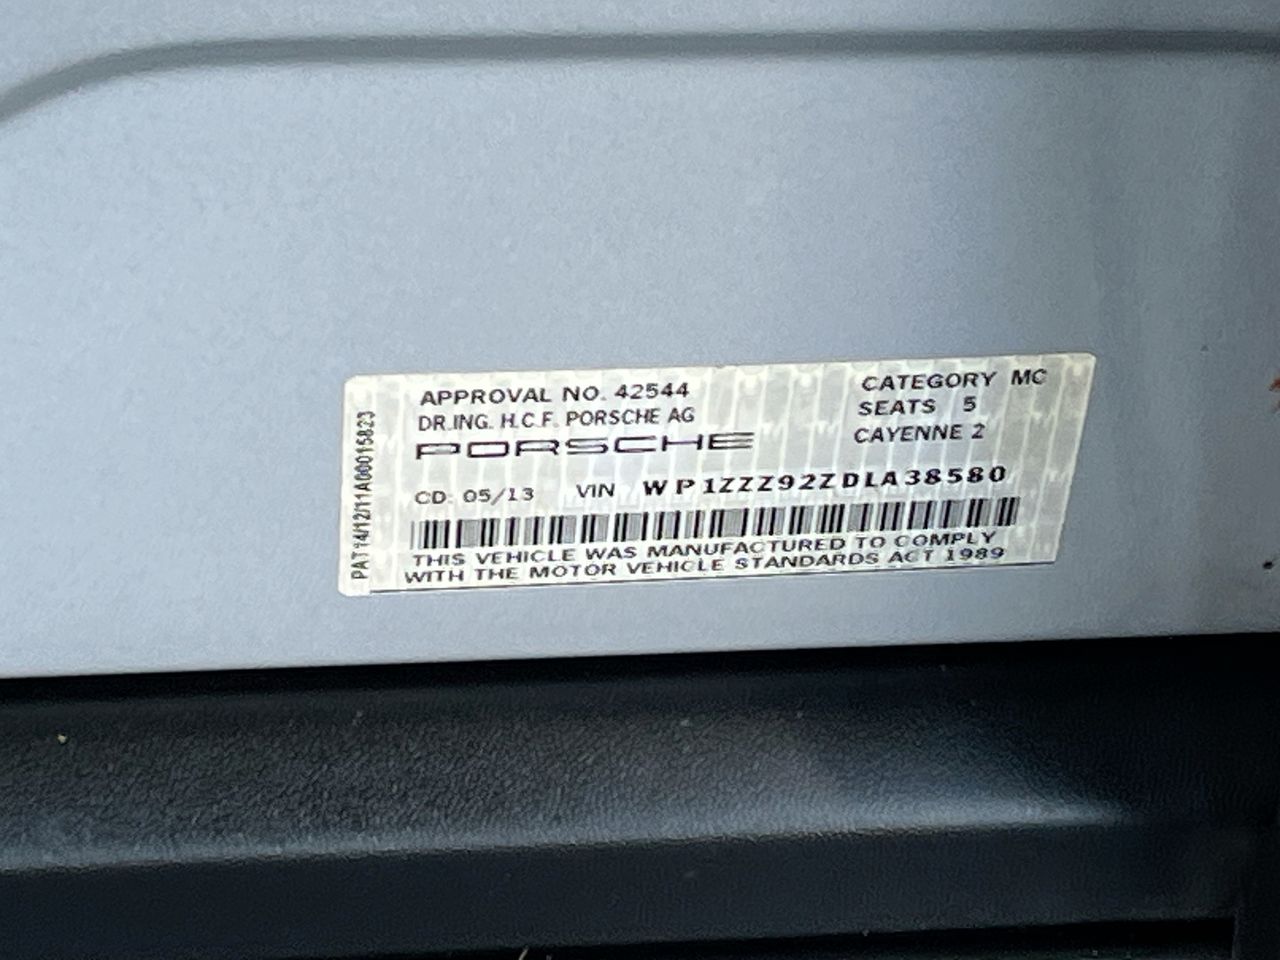 APPROVAL NO. 42544
DR.ING. H.C.F. PORSCHE AG
PORSCHE
CATEGORY MC
SEATS 5
CAYENNE 2
CD: 05/13 VIN WP1ZZZ92ZDLA38580
THIS VEHICLE WAS MANUFACTURED TO COMPLY
WITH THE MOTOR VEHICLE STANDARDS ACT 1989
PAT14/12/11A00015823